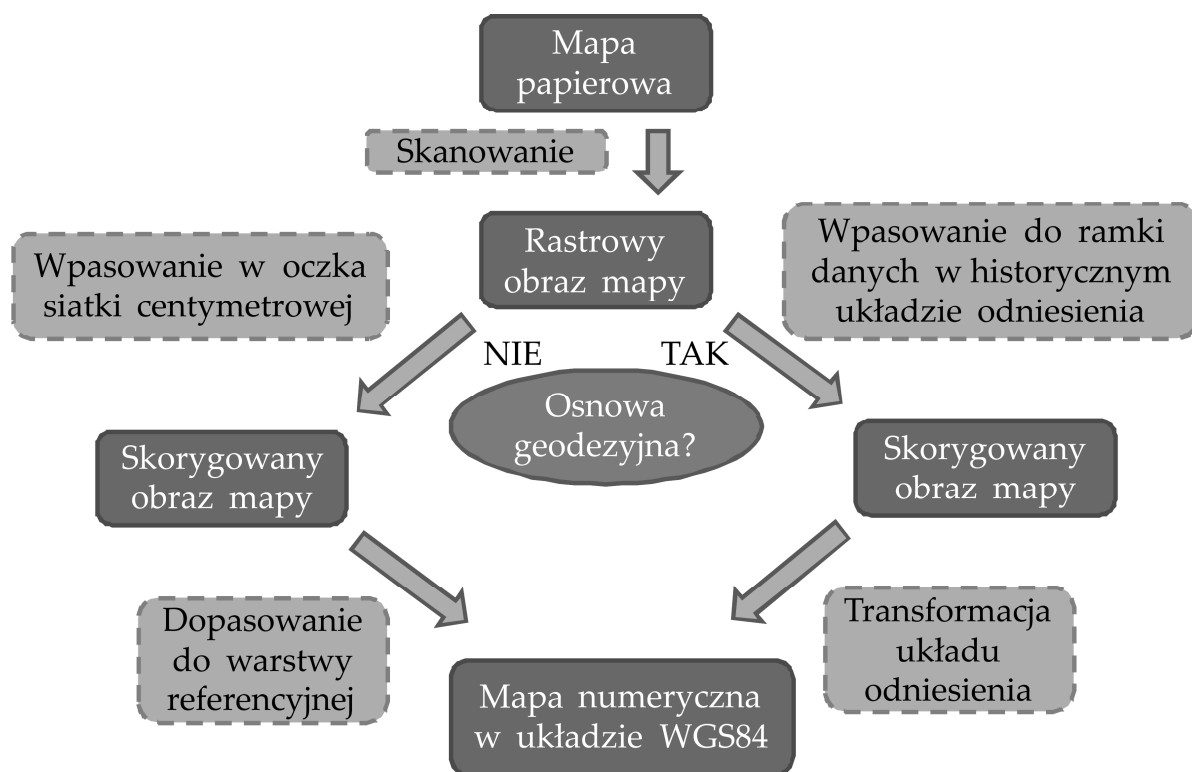 Mapa
papierowa
Skanowanie
Rastrowy
obraz mapy
Wpasowanie w oczka
siatki centymetrowej
Wpasowanie do ramki
danych w historycznym
układzie odniesienia
NIE
TAK
Osnowa
geodezyjna?
Skorygowany
obraz mapy
Skorygowany
obraz mapy
Dopasowanie
do warstwy
referencyjnej
Transformacja
układu
odniesienia
Mapa numeryczna
w układzie WGS84